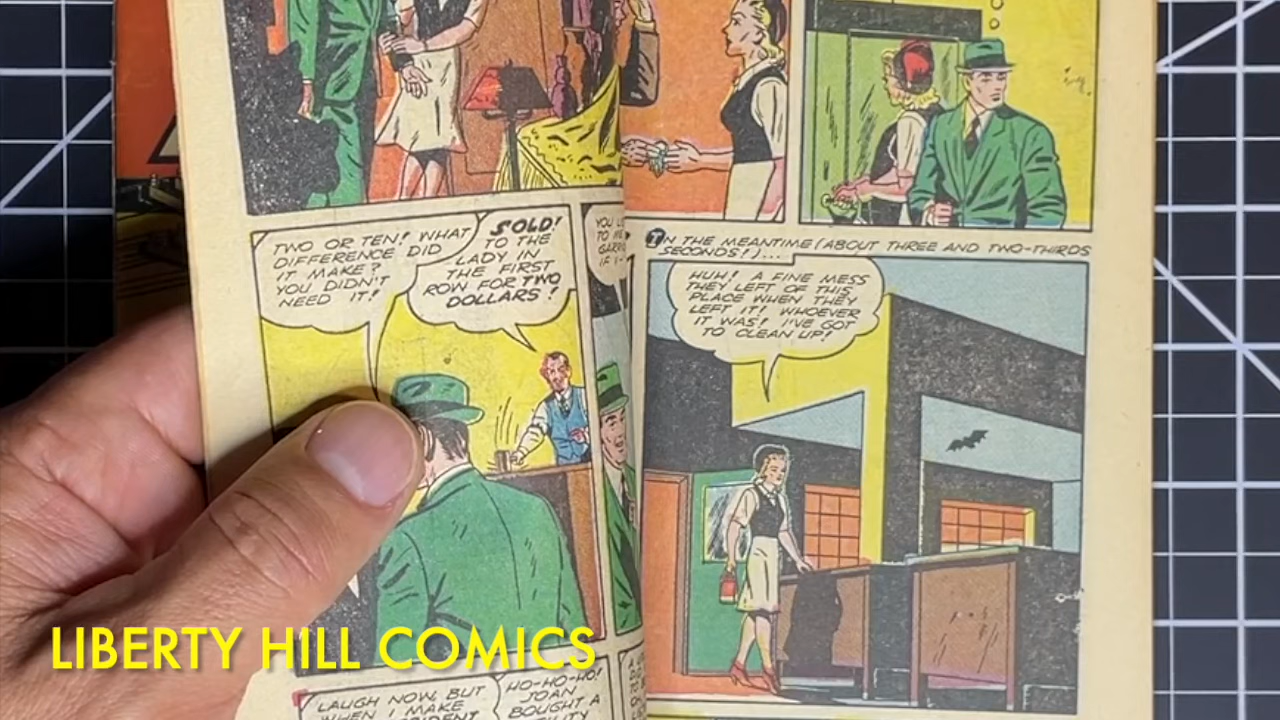 TWO OR TEN! WHAT
DIFFERENCE DID
IT MAKE?
YOU DIDN'T
NEED IT!
SOLD!
TO THE
LADY IN
THE FIRST
ROW FOR TWO
DOLLARS!
IN THE MEANTIME (ABOUT THREE AND TWO-THIRDS
SECONDS!)...
HUH! A FINE MESS
THEY LEFT OF THIS
PLACE WHEN THEY
LEFT IT! WHOEVER
IT WAS! I'VE GOT
TO CLEAN UP!
LAUGH NOW, BUT
WHEN I MAKE
HO-HO-HO!
JOAN
BOUGHT A
LIBERTY HILL COMICS